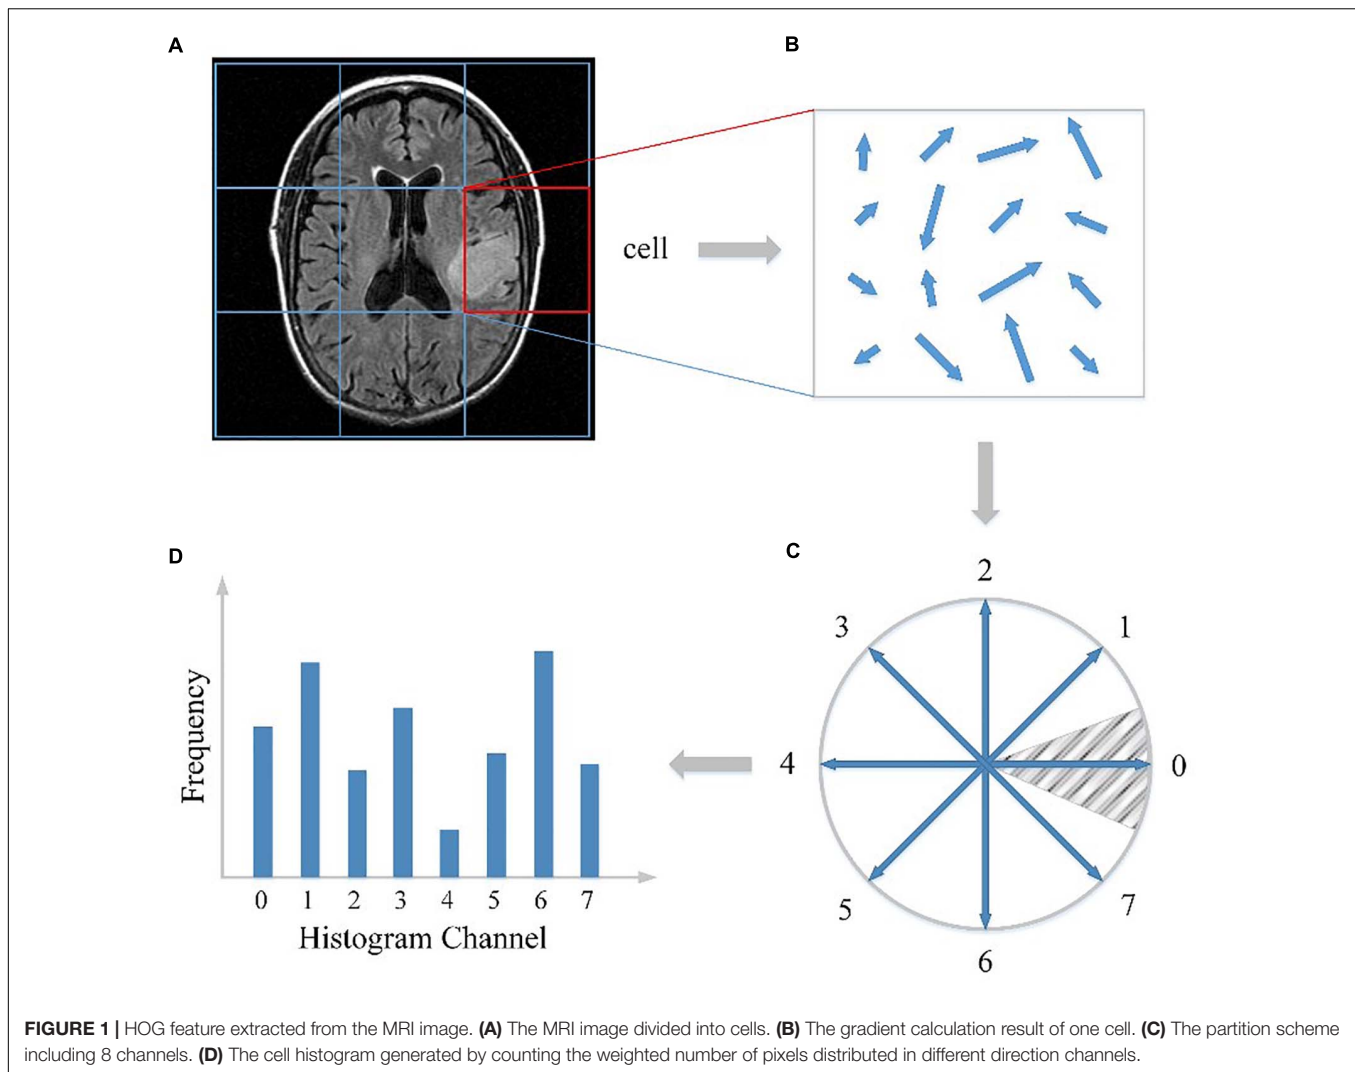 A
B
cell
D
C
2
3
1
4
0
5
7
6
Frequency
0 1 2 3 4 5 6 7
Histogram Channel
FIGURE 1 | HOG feature extracted from the MRI image. (A) The MRI image divided into cells. (B) The gradient calculation result of one cell. (C) The partition scheme
including 8 channels. (D) The cell histogram generated by counting the weighted number of pixels distributed in different direction channels.